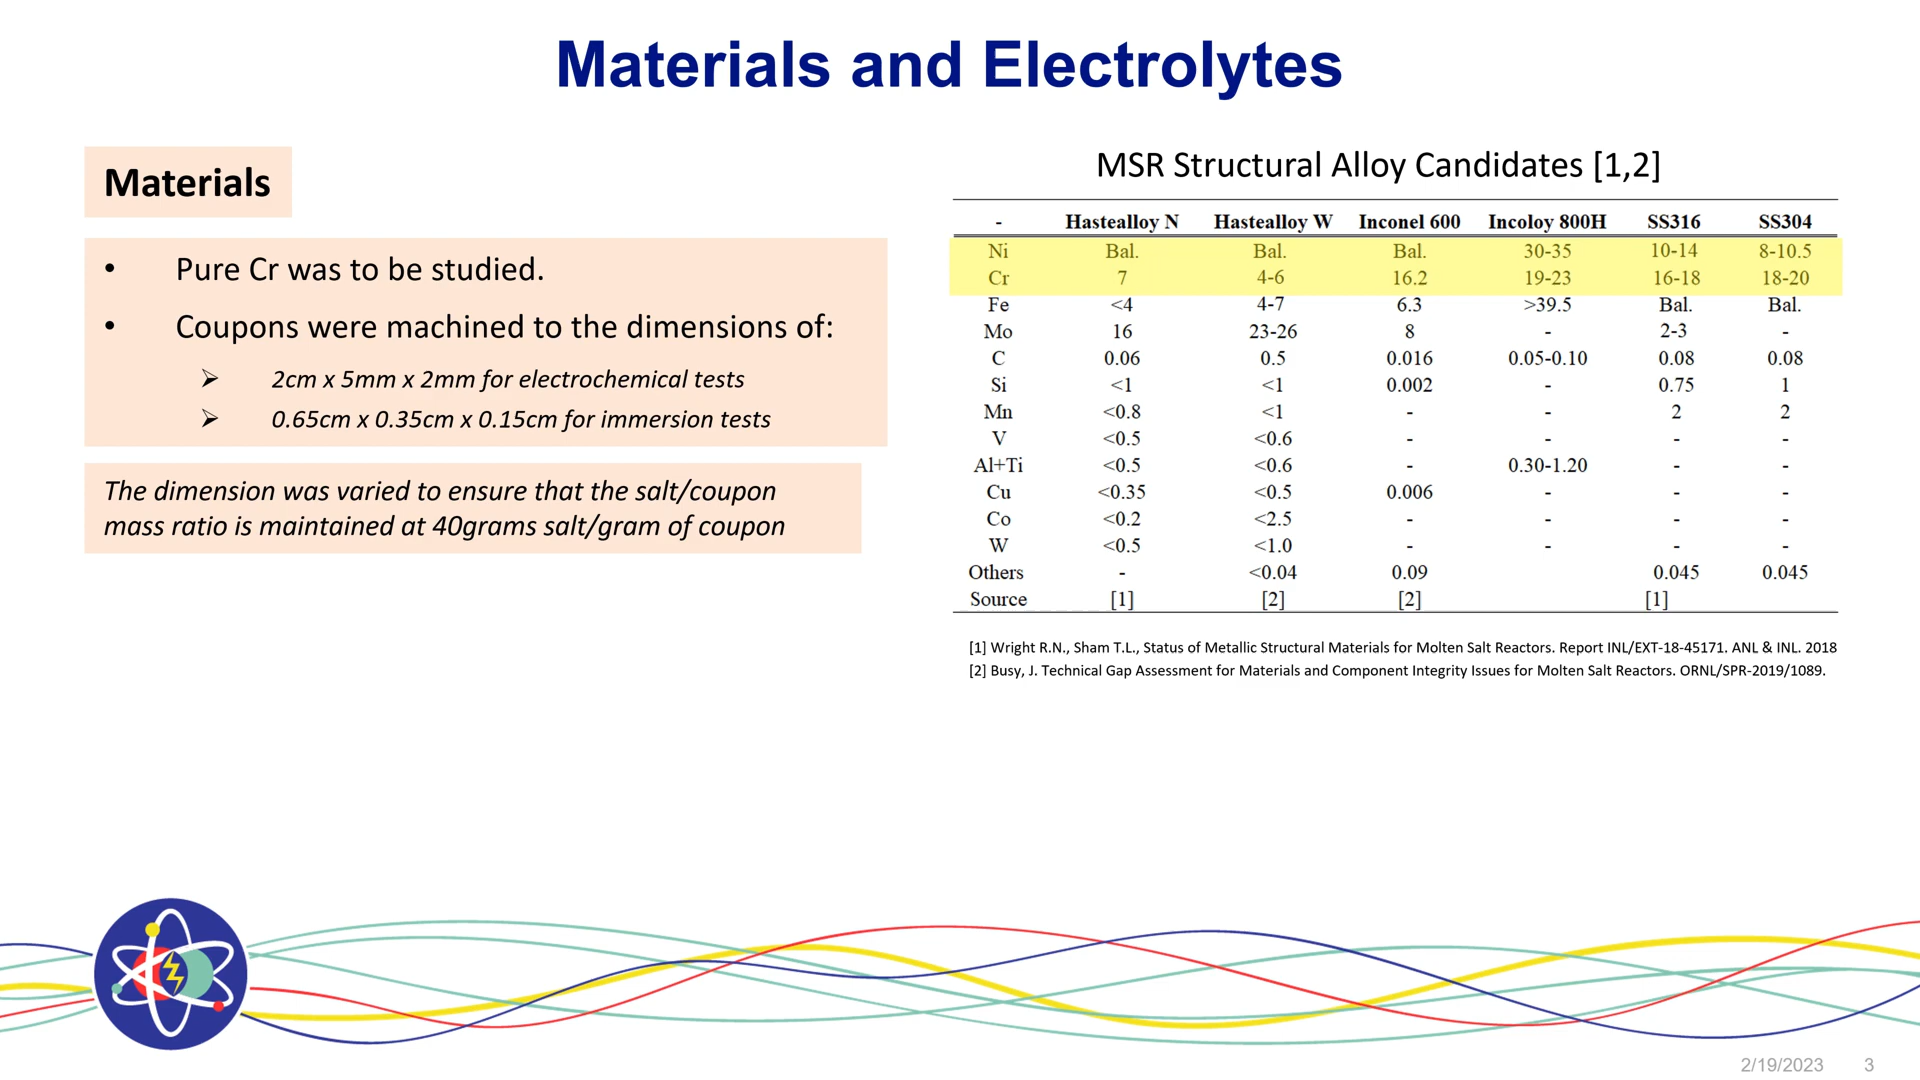 Materials and Electrolytes
Materials
• Pure Cr was to be studied.
• Coupons were machined to the dimensions of:
➢ 2cm x 5mm x 2mm for electrochemical tests
➢ 0.65cm x 0.35cm x 0.15cm for immersion tests
The dimension was varied to ensure that the salt/coupon
mass ratio is maintained at 40grams salt/gram of coupon
MSR Structural Alloy Candidates [1,2]
- Hastealloy N Hastealloy W Inconel 600 Incoloy 800H SS316 SS304
Ni Bal. Bal. Bal. 30-35 10-14 8-10.5
Cr 7 4-6 16.2 19-23 16-18 18-20
Fe <4 4-7 6.3 >39.5 Bal. Bal.
Mo 16 23-26 8 - 2-3 -
C 0.06 0.5 0.016 0.05-0.10 0.08 0.08
Si <1 <1 0.002 - 0.75 1
Mn <0.8 <1 - - 2 2
V <0.5 <0.6 - - - -
Al+Ti <0.5 <0.6 - 0.30-1.20 - -
Cu <0.35 <0.5 0.006 - - -
Co <0.2 <2.5 - - - -
W <0.5 <1.0 - - - -
Others - <0.04 0.09 0.045 0.045
Source [1] [2] [2] [1]
[1] Wright R.N., Sham T.L., Status of Metallic Structural Materials for Molten Salt Reactors. Report INL/EXT-18-45171. ANL & INL. 2018
[2] Busy, J. Technical Gap Assessment for Materials and Component Integrity Issues for Molten Salt Reactors. ORNL/SPR-2019/1089.
2/19/2023 3